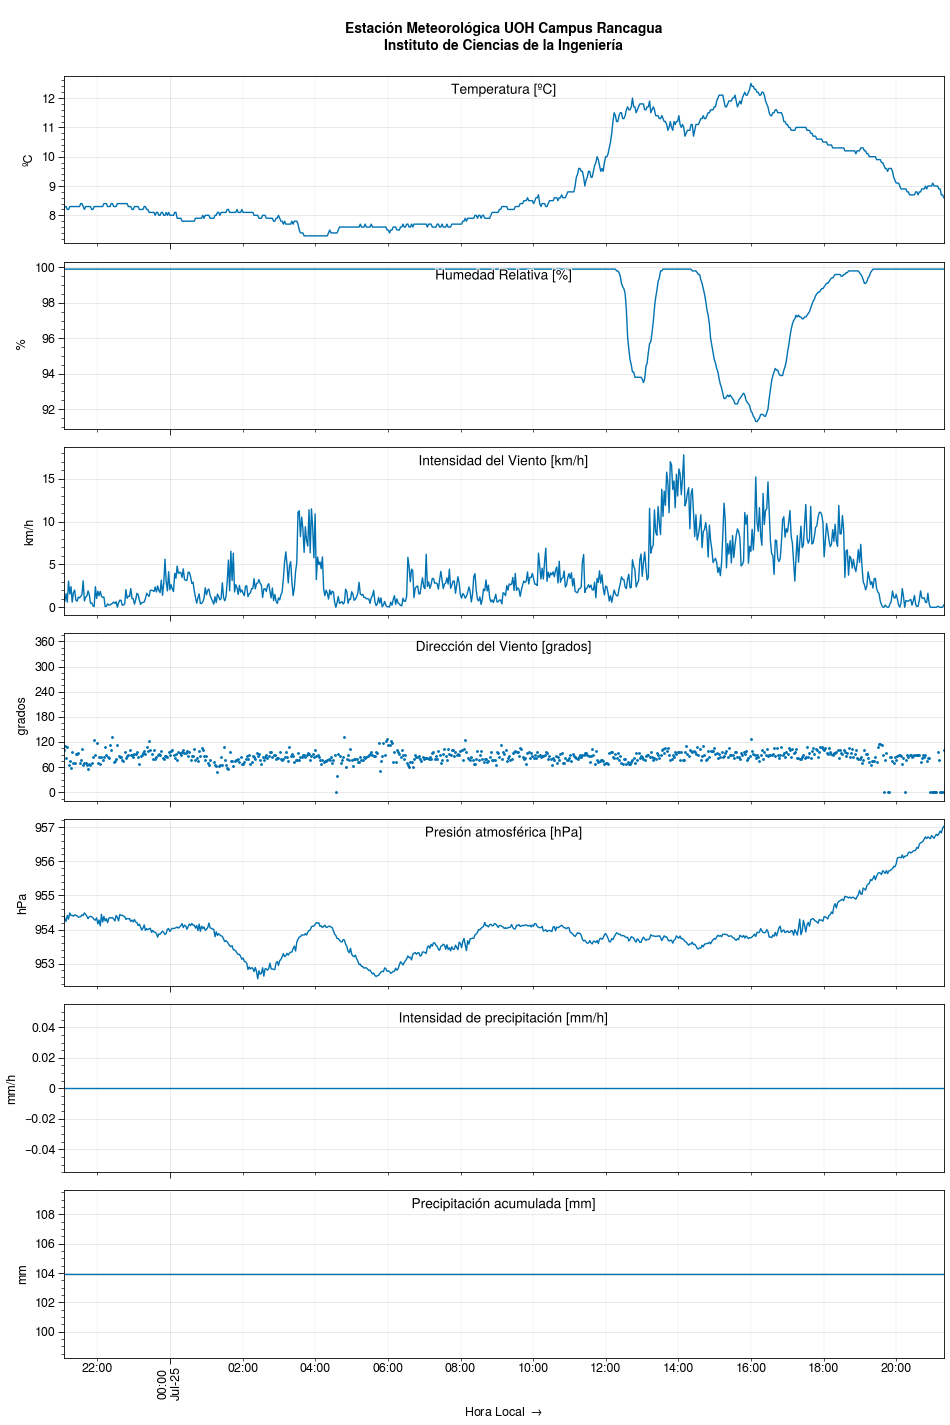 Estación Meteorológica UOH Campus Rancagua
Instituto de Ciencias de la Ingeniería
Temperatura [ºC]
12
11
10
9
8
ºC
Humedad Relativa [%]
100
98
96
94
92
%
Intensidad del Viento [km/h]
15
10
5
0
km/h
Dirección del Viento [grados]
360
300
240
180
120
60
0
grados
Presión atmosférica [hPa]
957
956
955
954
953
hPa
Intensidad de precipitación [mm/h]
0.04
0.02
0
−0.02
−0.04
mm/h
Precipitación acumulada [mm]
108
106
104
102
100
mm
22:00
00:00
Jul-25
02:00
04:00
06:00
08:00
10:00
12:00
14:00
16:00
18:00
20:00
Hora Local →